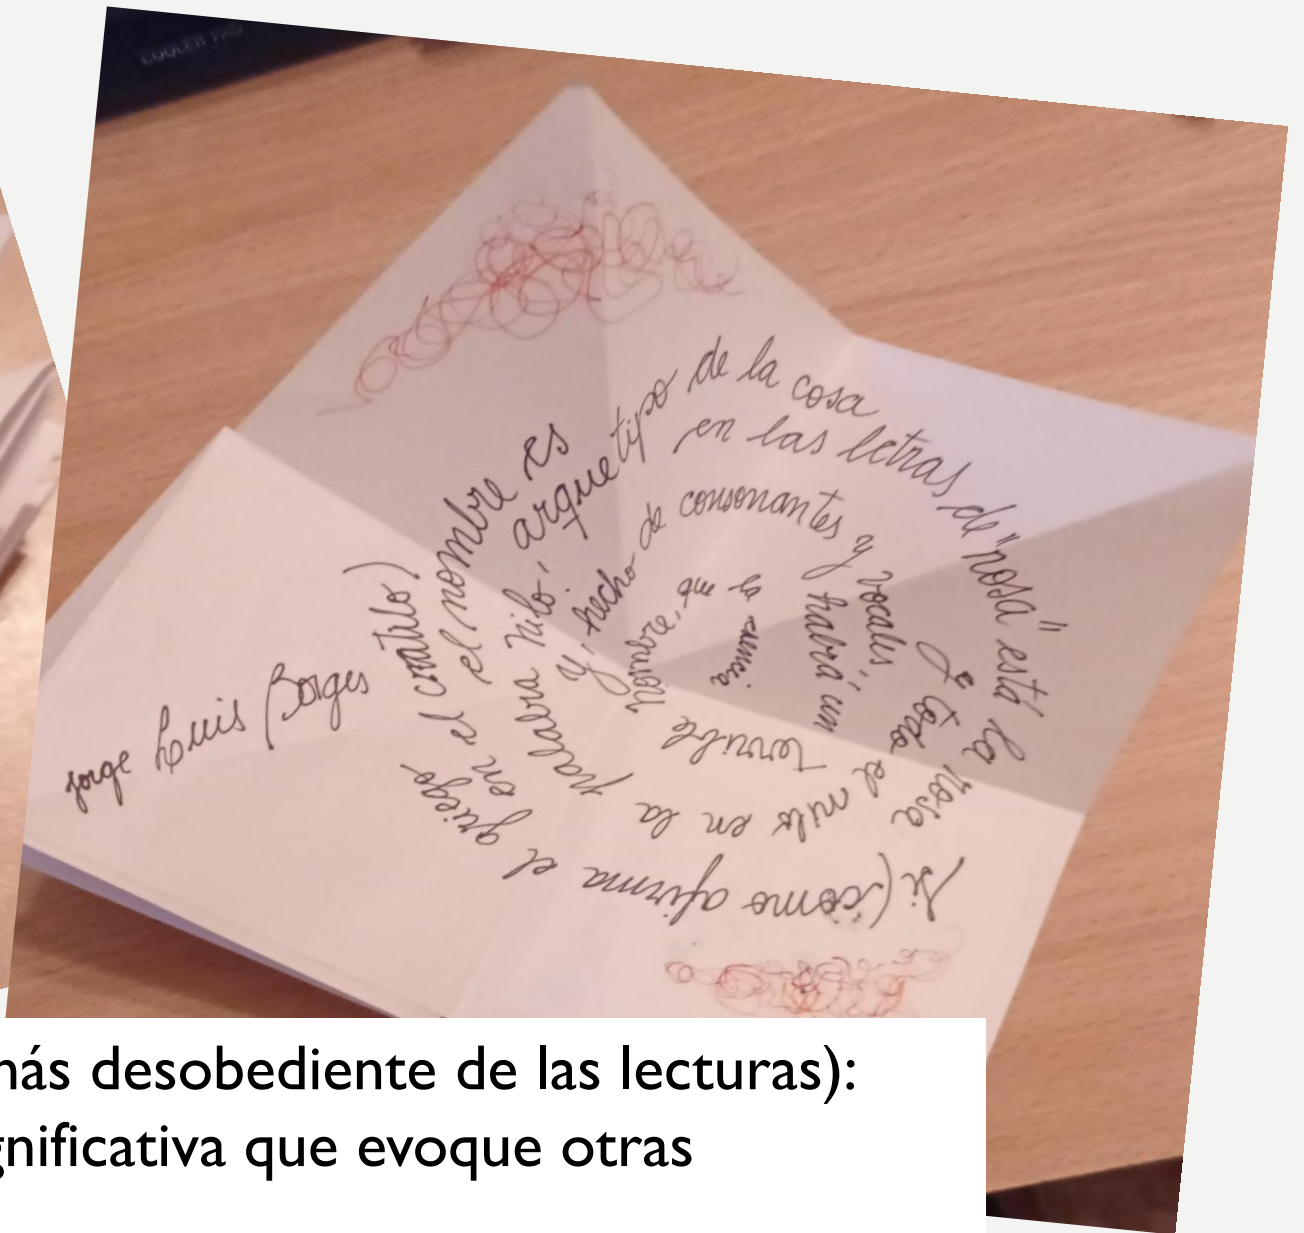 COOLER PAD
Si (como afirma el griego
en el cratilo)
el nombre es
arquetipo de la cosa
en las letras de "rosa" está la rosa
y todo el nilo en la palabra nilo,
y, hecho de consonantes y vocales,
habrá un terrible nombre, que la
Jorge Luis Borges
más desobediente de las lecturas):
gnificativa que evoque otras